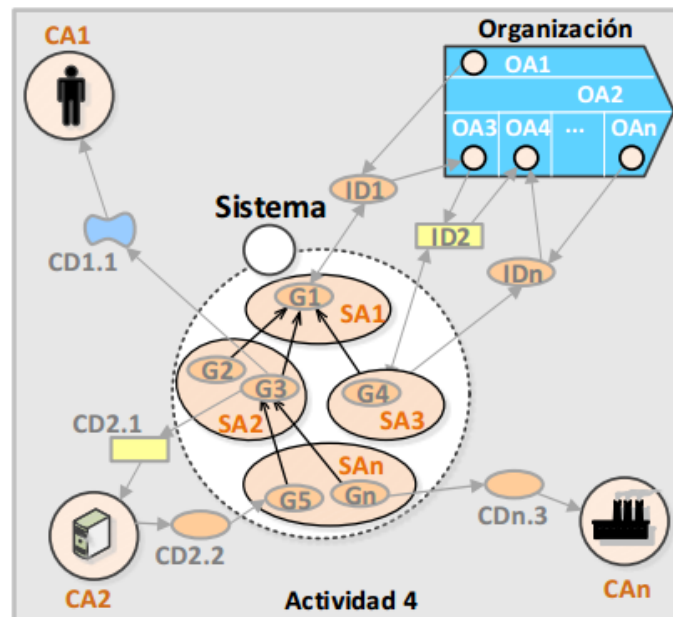 CA1
Organización
OA1
OA2
OA3
OA4
...
OAn
ID1
Sistema
ID2
IDn
CD1.1
G1
SA1
G2
G3
G4
SA2
SA3
CD2.1
SAn
G5
Gn
CDn.3
CD2.2
CA2
CAn
Actividad 4